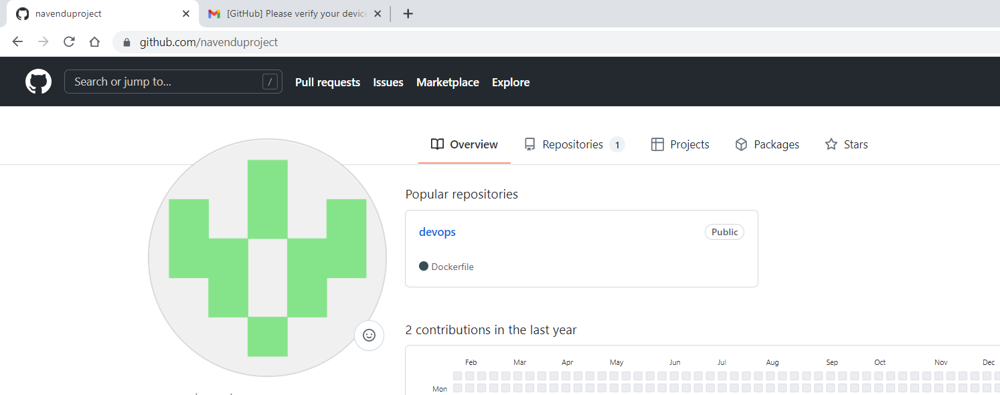 navenduproject
[GitHub] Please verify your device
github.com/navenduproject
Search or jump to... /
Pull requests Issues Marketplace Explore
Overview Repositories 1 Projects Packages Stars
Popular repositories
devops Public
Dockerfile
2 contributions in the last year
Feb Mar Apr May Jun Jul Aug Sep Oct Nov Dec
Mon